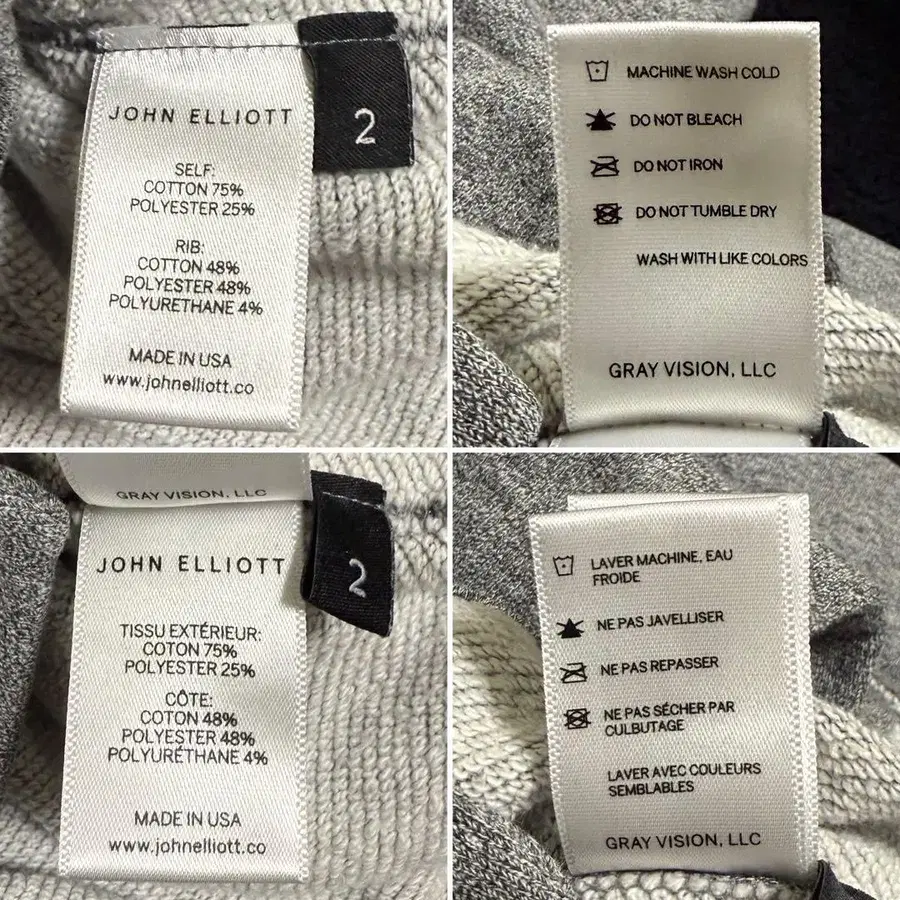 JOHN ELLIOTT
2
SELF:
COTTON 75%
POLYESTER 25%
RIB:
COTTON 48%
POLYESTER 48%
POLYURETHANE 4%
MADE IN USA
www.johnelliott.co
MACHINE WASH COLD
DO NOT BLEACH
DO NOT IRON
DO NOT TUMBLE DRY
WASH WITH LIKE COLORS
GRAY VISION, LLC
GRAY VISION, LLC
JOHN ELLIOTT
2
TISSU EXTÉRIEUR:
COTON 75%
POLYESTER 25%
CÔTE:
COTON 48%
POLYESTER 48%
POLYURÉTHANE 4%
MADE IN USA
www.johnelliott.co
LAVER MACHINE, EAU
FROIDE
NE PAS JAVELLISER
NE PAS REPASSER
NE PAS SÉCHER PAR
CULBUTAGE
LAVER AVEC COULEURS
SEMBLABLES
GRAY VISION, LLC